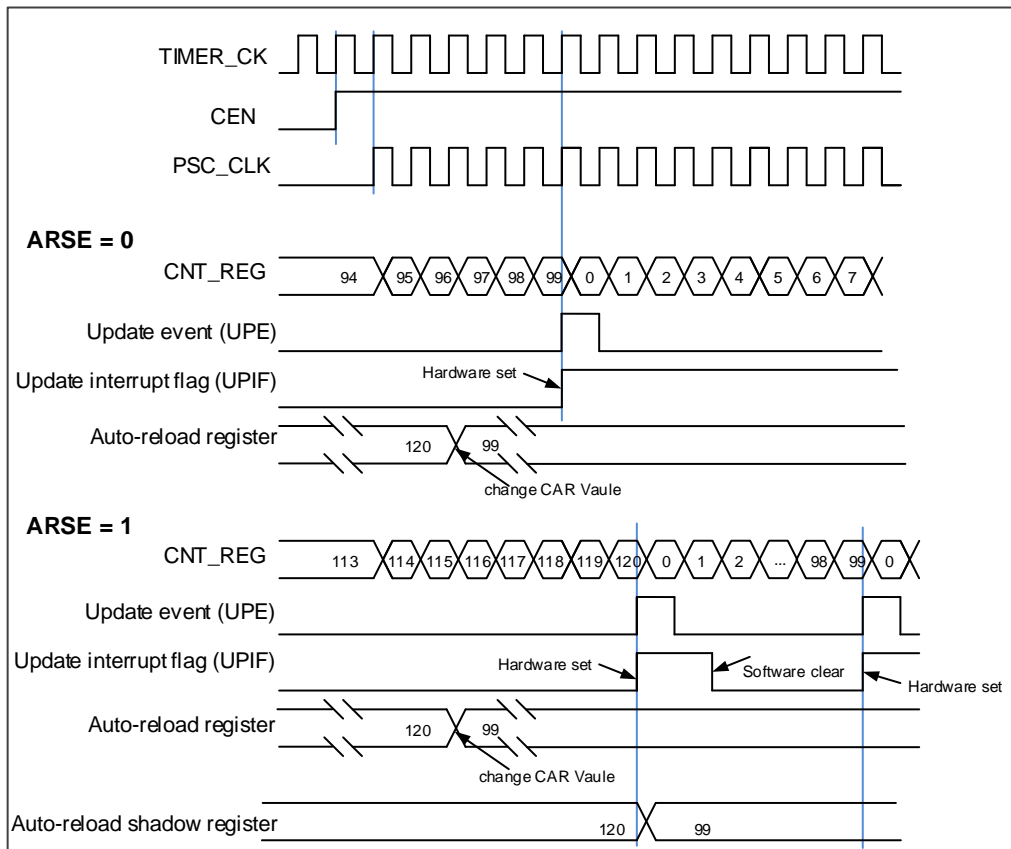 TIMER_CK
CEN
PSC_CLK
ARSE = 0
CNT_REG 94 95 96 97 98 99 0 1 2 3 4 5 6 7
Update event (UPE)
Hardware set
Update interrupt flag (UPIF)
Auto-reload register 120 99
change CAR Vaule
ARSE = 1
CNT_REG 113 114 115 116 117 118 119 120 0 1 2 ... 98 99 0
Update event (UPE)
Update interrupt flag (UPIF) Hardware set Software clear
Hardware set
Auto-reload register 120 99
change CAR Vaule
Auto-reload shadow register 120 99